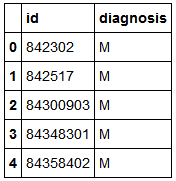 id diagnosis
0 842302 M
1 842517 M
2 84300903 M
3 84348301 M
4 84358402 M